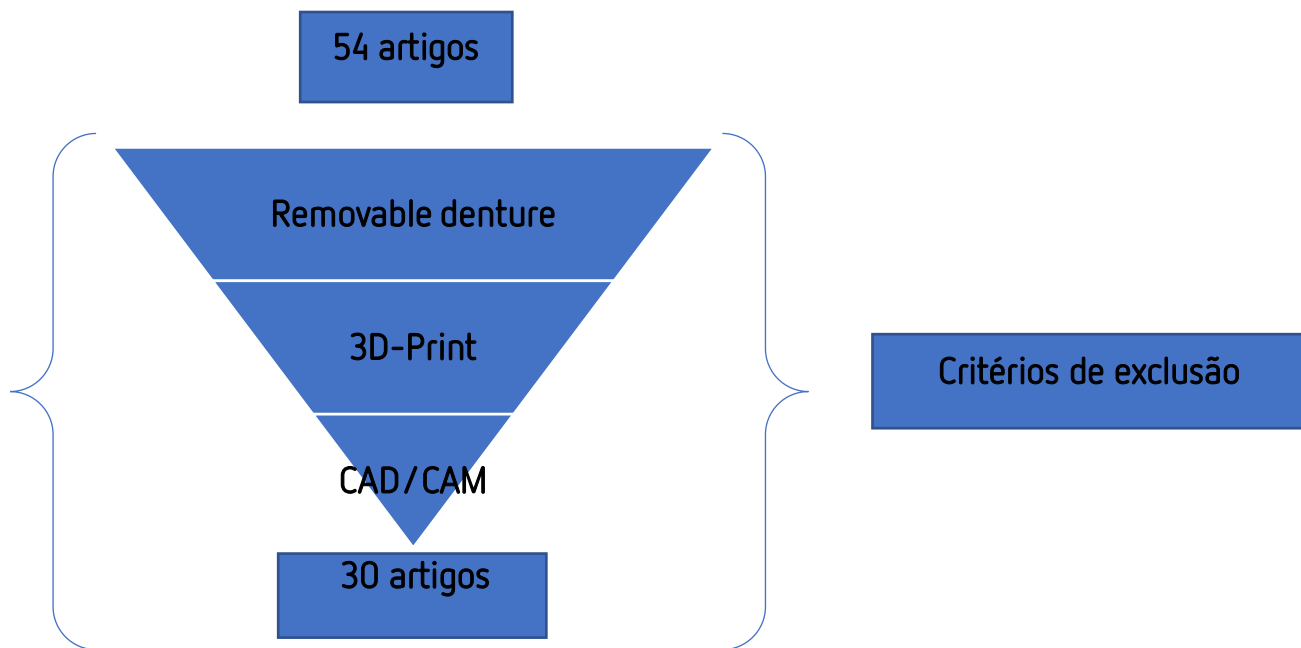 54 artigos
Removable denture
3D-Print
CAD/CAM
30 artigos
Critérios de exclusão